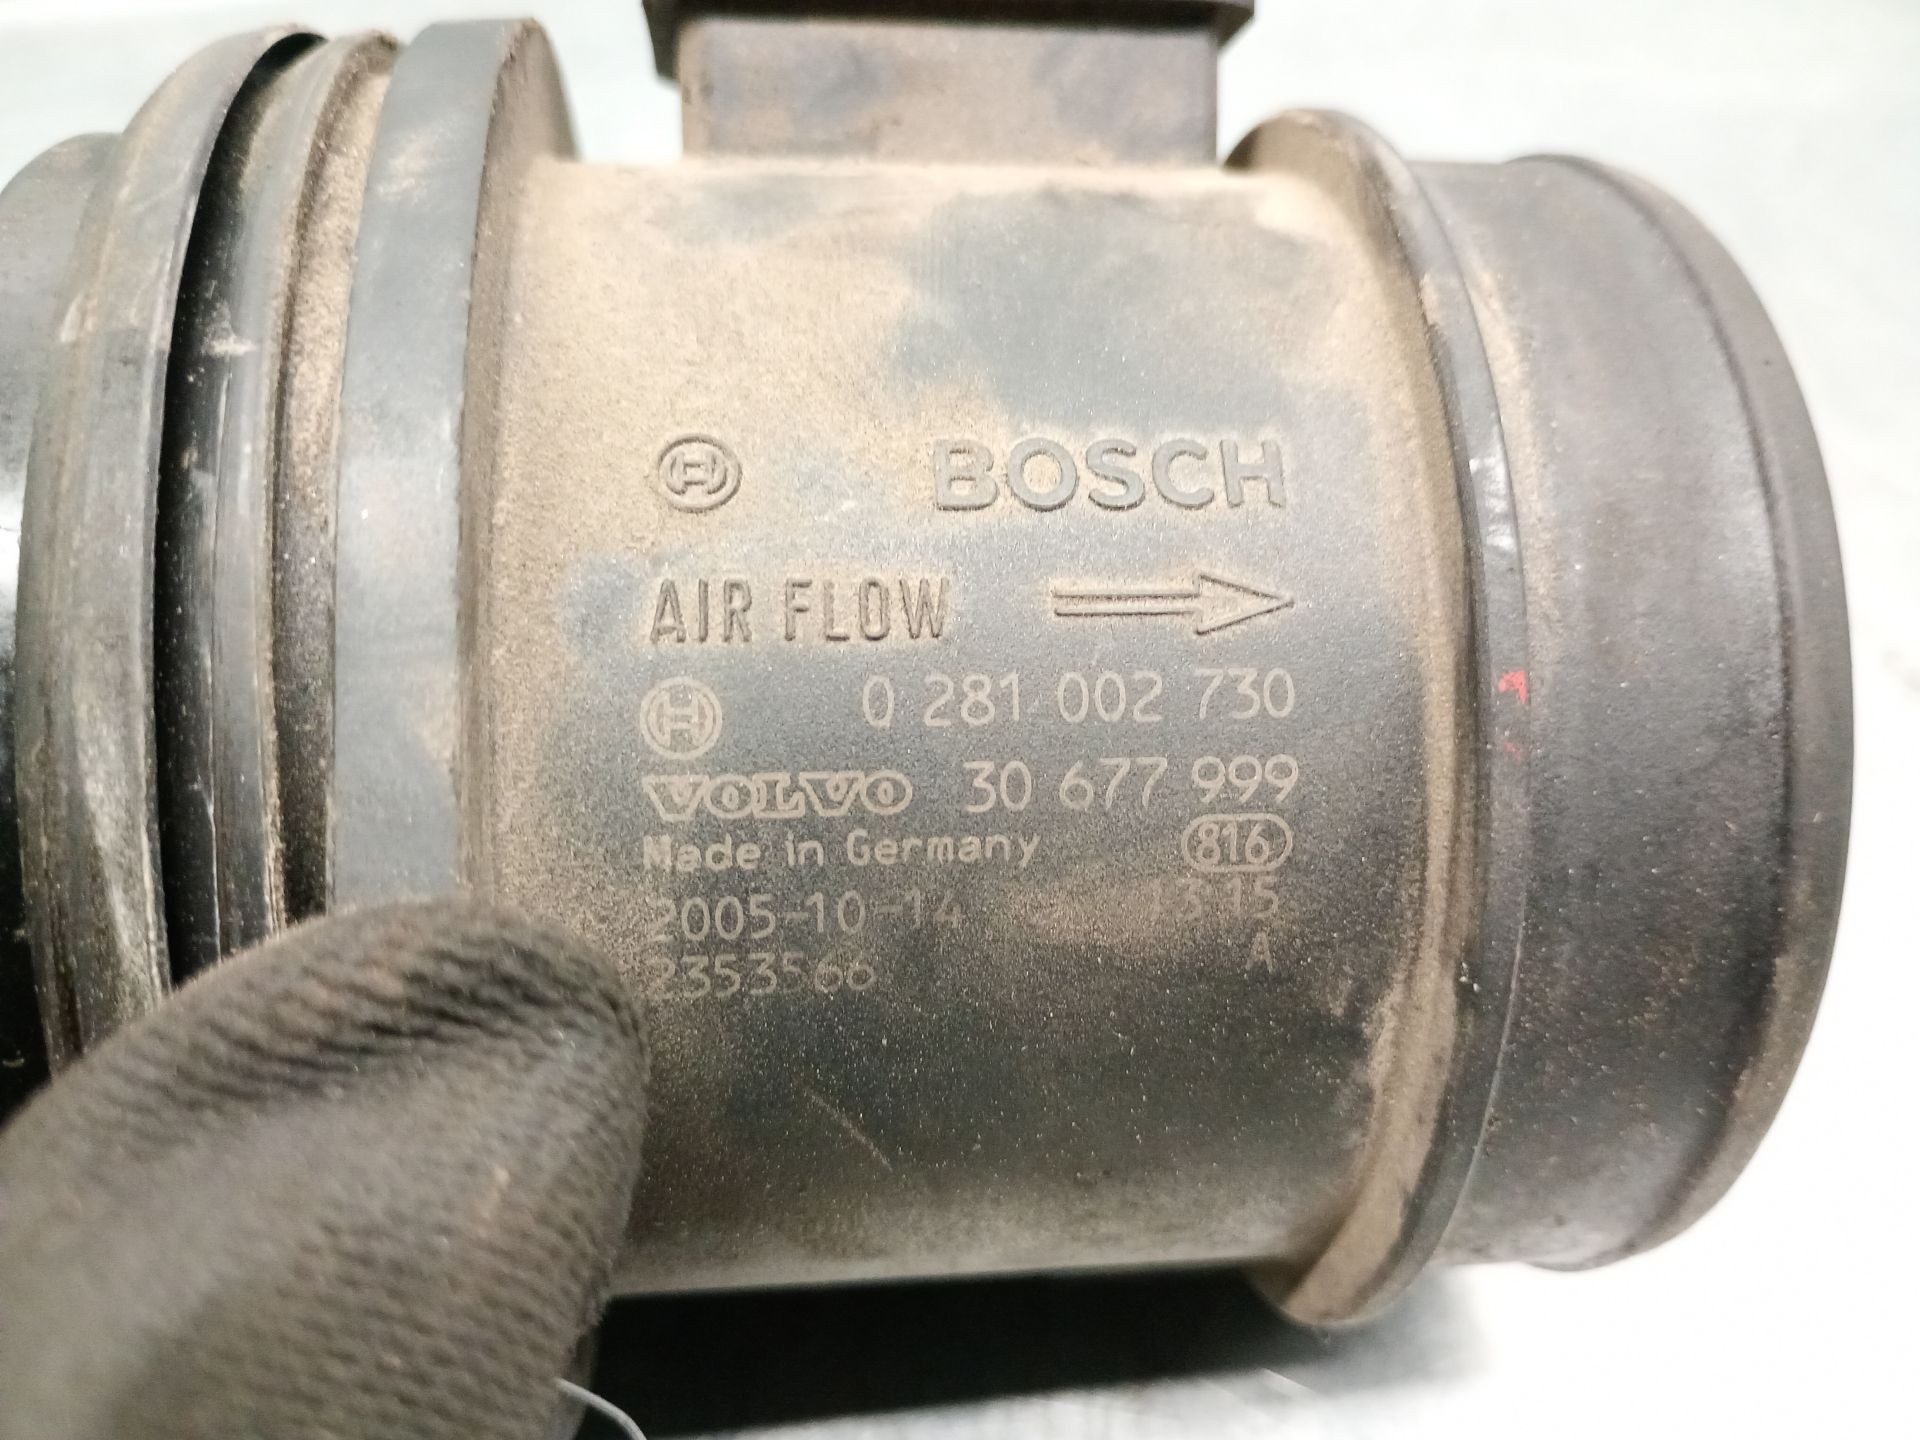 BOSCH
AIR FLOW
0 281 002 730
VOLVO 30 677 999
Made in Germany 816
2005-10-14 1315
2353566 A